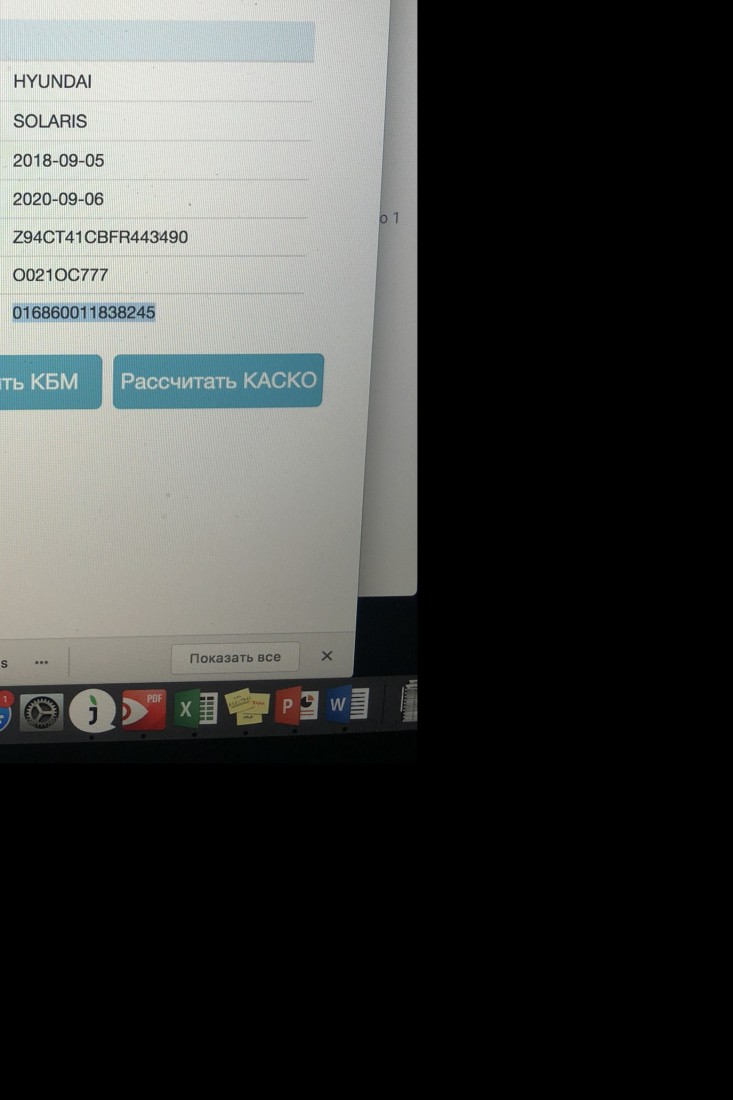 HYUNDAI
SOLARIS
2018-09-05
2020-09-06
о 1
Z94CT41CBFR443490
O021OC777
016860011838245
ть КБМ
Рассчитать КАСКО
s
...
Показать все
×
1
j
PDF
X
P
W